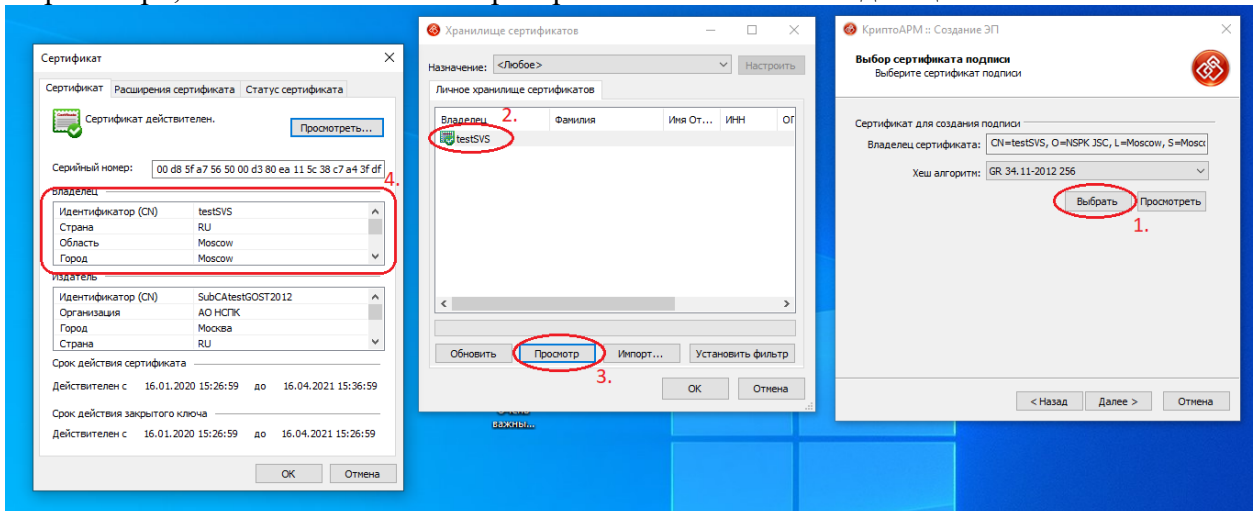 Сертификат
Сертификат Расширения сертификата Статус сертификата
Сертификат действителен.
Просмотреть...
Серийный номер: 00 d8 5f a7 56 50 00 d3 80 ea 11 5c 38 c7 a4 3f df
4.
Владелец
Идентификатор (CN) testSVS
Страна RU
Область Moscow
Город Moscow
Издатель
Идентификатор (CN) SubCAtestGOST2012
Организация АО НСПК
Город Москва
Страна RU
Срок действия сертификата
Действителен с 16.01.2020 15:26:59 до 16.04.2021 15:36:59
Срок действия закрытого ключа
Действителен с 16.01.2020 15:26:59 до 16.04.2021 15:26:59
ОК Отмена
Хранилище сертификатов
Назначение: <Любое> Настроить
Личное хранилище сертификатов
Владелец 2. Фамилия Имя От... ИНН ОГ
testSVS
Обновить Просмотр Импорт... Установить фильтр
3.
ОК Отмена
важны...
КриптоАРМ :: Создание ЭП
Выбор сертификата подписи
Выберите сертификат подписи
Сертификат для создания подписи
Владелец сертификата: CN=testSVS, O=NSPK JSC, L=Moscow, S=Mosc
Хеш алгоритм: GR 34.11-2012 256
Выбрать Просмотреть
1.
< Назад Далее > Отмена